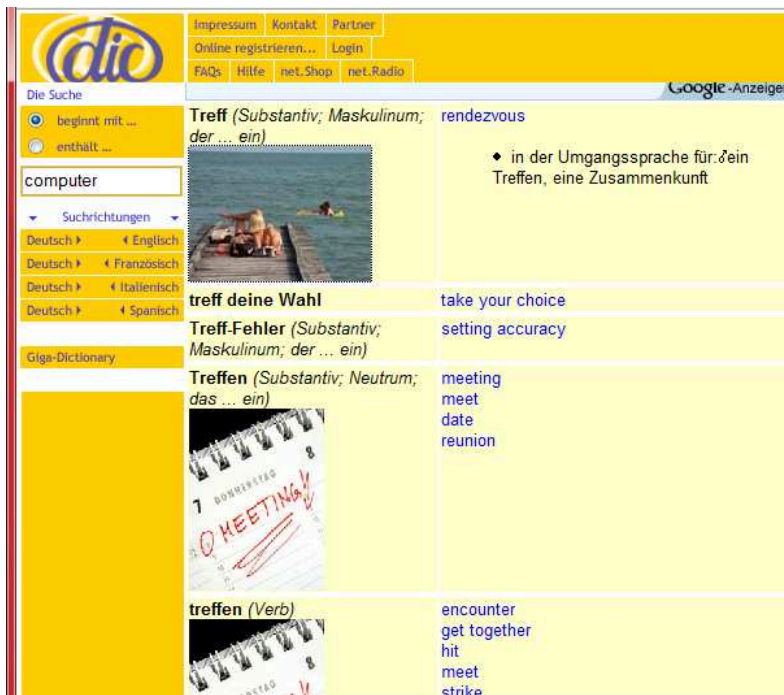 dic
Impressum Kontakt Partner
Online registrieren... Login
FAQs Hilfe net.Shop net.Radio
Google-Anzeigen
Die Suche
beginnt mit ...
enthält ...
computer
Suchrichtungen
Deutsch Englisch
Deutsch Französisch
Deutsch Italienisch
Deutsch Spanisch
Giga-Dictionary
Treff (Substantiv; Maskulinum;
der ... ein)
rendezvous
in der Umgangssprache für:♂ein
Treffen, eine Zusammenkunft
treff deine Wahl
take your choice
Treff-Fehler (Substantiv;
Maskulinum; der ... ein)
setting accuracy
Treffen (Substantiv; Neutrum;
das ... ein)
meeting
meet
date
reunion
7 DONNERSTAG 8
MEETING!
treffen (Verb)
encounter
get together
hit
meet
strike
8